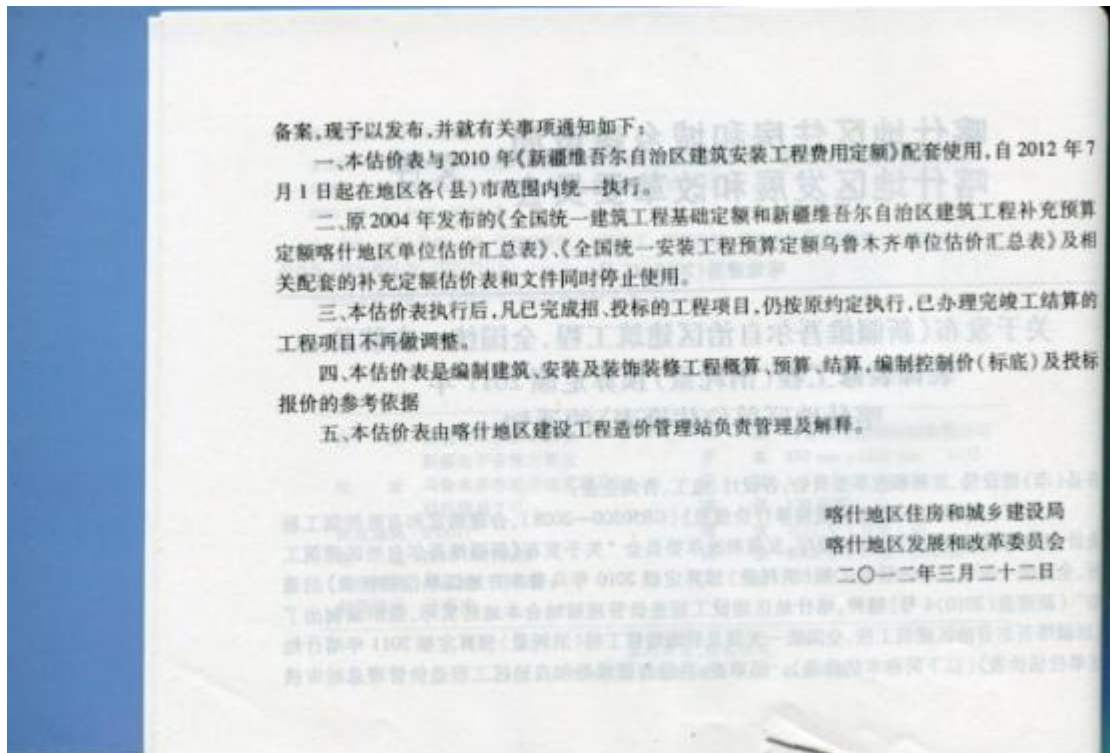 备案,现予以发布,并就有关事项通知如下:
一、本估价表与2010年《新疆维吾尔自治区建筑安装工程费用定额》配套使用,自2012年7
月1日起在地区各(县)市范围内统一执行。
二、原2004年发布的《全国统一建筑工程基础定额和新疆维吾尔自治区建筑工程补充预算
定额喀什地区单位估价汇总表》、《全国统一安装工程预算定额乌鲁木齐单位估价汇总表》及相
关配套的补充定额估价表和文件同时停止使用。
三、本估价表执行后,凡已完成招、投标的工程项目,仍按原约定执行,已办理完竣工结算的
工程项目不再做调整。
四、本估价表是编制建筑、安装及装饰装修工程概算、预算、结算,编制控制价(标底)及投标
报价的参考依据
五、本估价表由喀什地区建设工程造价管理站负责管理及解释。
喀什地区住房和城乡建设局
喀什地区发展和改革委员会
二〇一二年三月二十二日